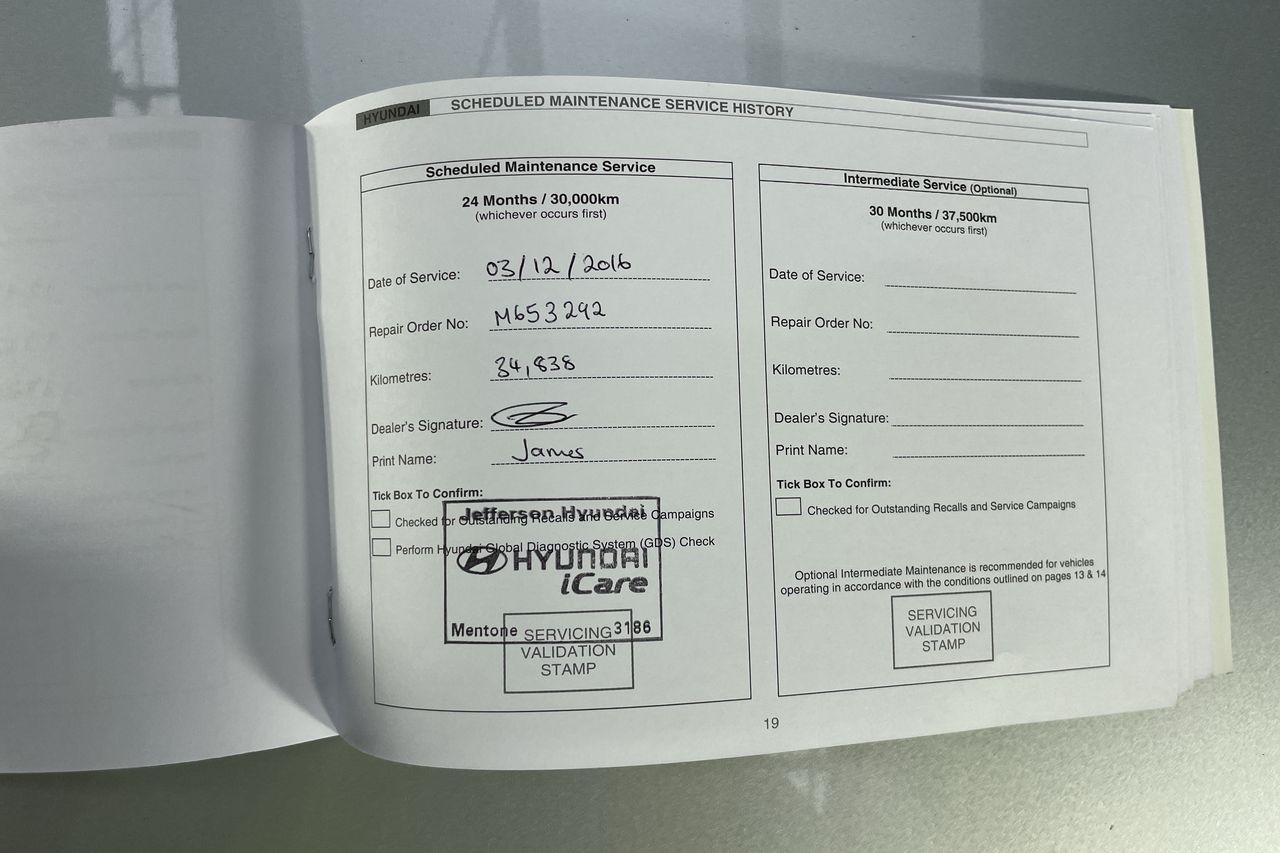 HYUNDAI SCHEDULED MAINTENANCE SERVICE HISTORY
Scheduled Maintenance Service
24 Months / 30,000km
(whichever occurs first)
Date of Service: 03/12/2016
Repair Order No: M653292
Kilometres: 34,838
Dealer's Signature:
Print Name: James
Tick Box To Confirm:
Checked for Outstanding Recalls and Service Campaigns
Perform Hyundai Global Diagnostic System (GDS) Check
Jefferson Hyundai
HYUNDAI
iCare
Mentone 3186
SERVICING
VALIDATION
STAMP
Intermediate Service (Optional)
30 Months / 37,500km
(whichever occurs first)
Date of Service:
Repair Order No:
Kilometres:
Dealer's Signature:
Print Name:
Tick Box To Confirm:
Checked for Outstanding Recalls and Service Campaigns
Optional Intermediate Maintenance is recommended for vehicles
operating in accordance with the conditions outlined on pages 13 & 14
SERVICING
VALIDATION
STAMP
19